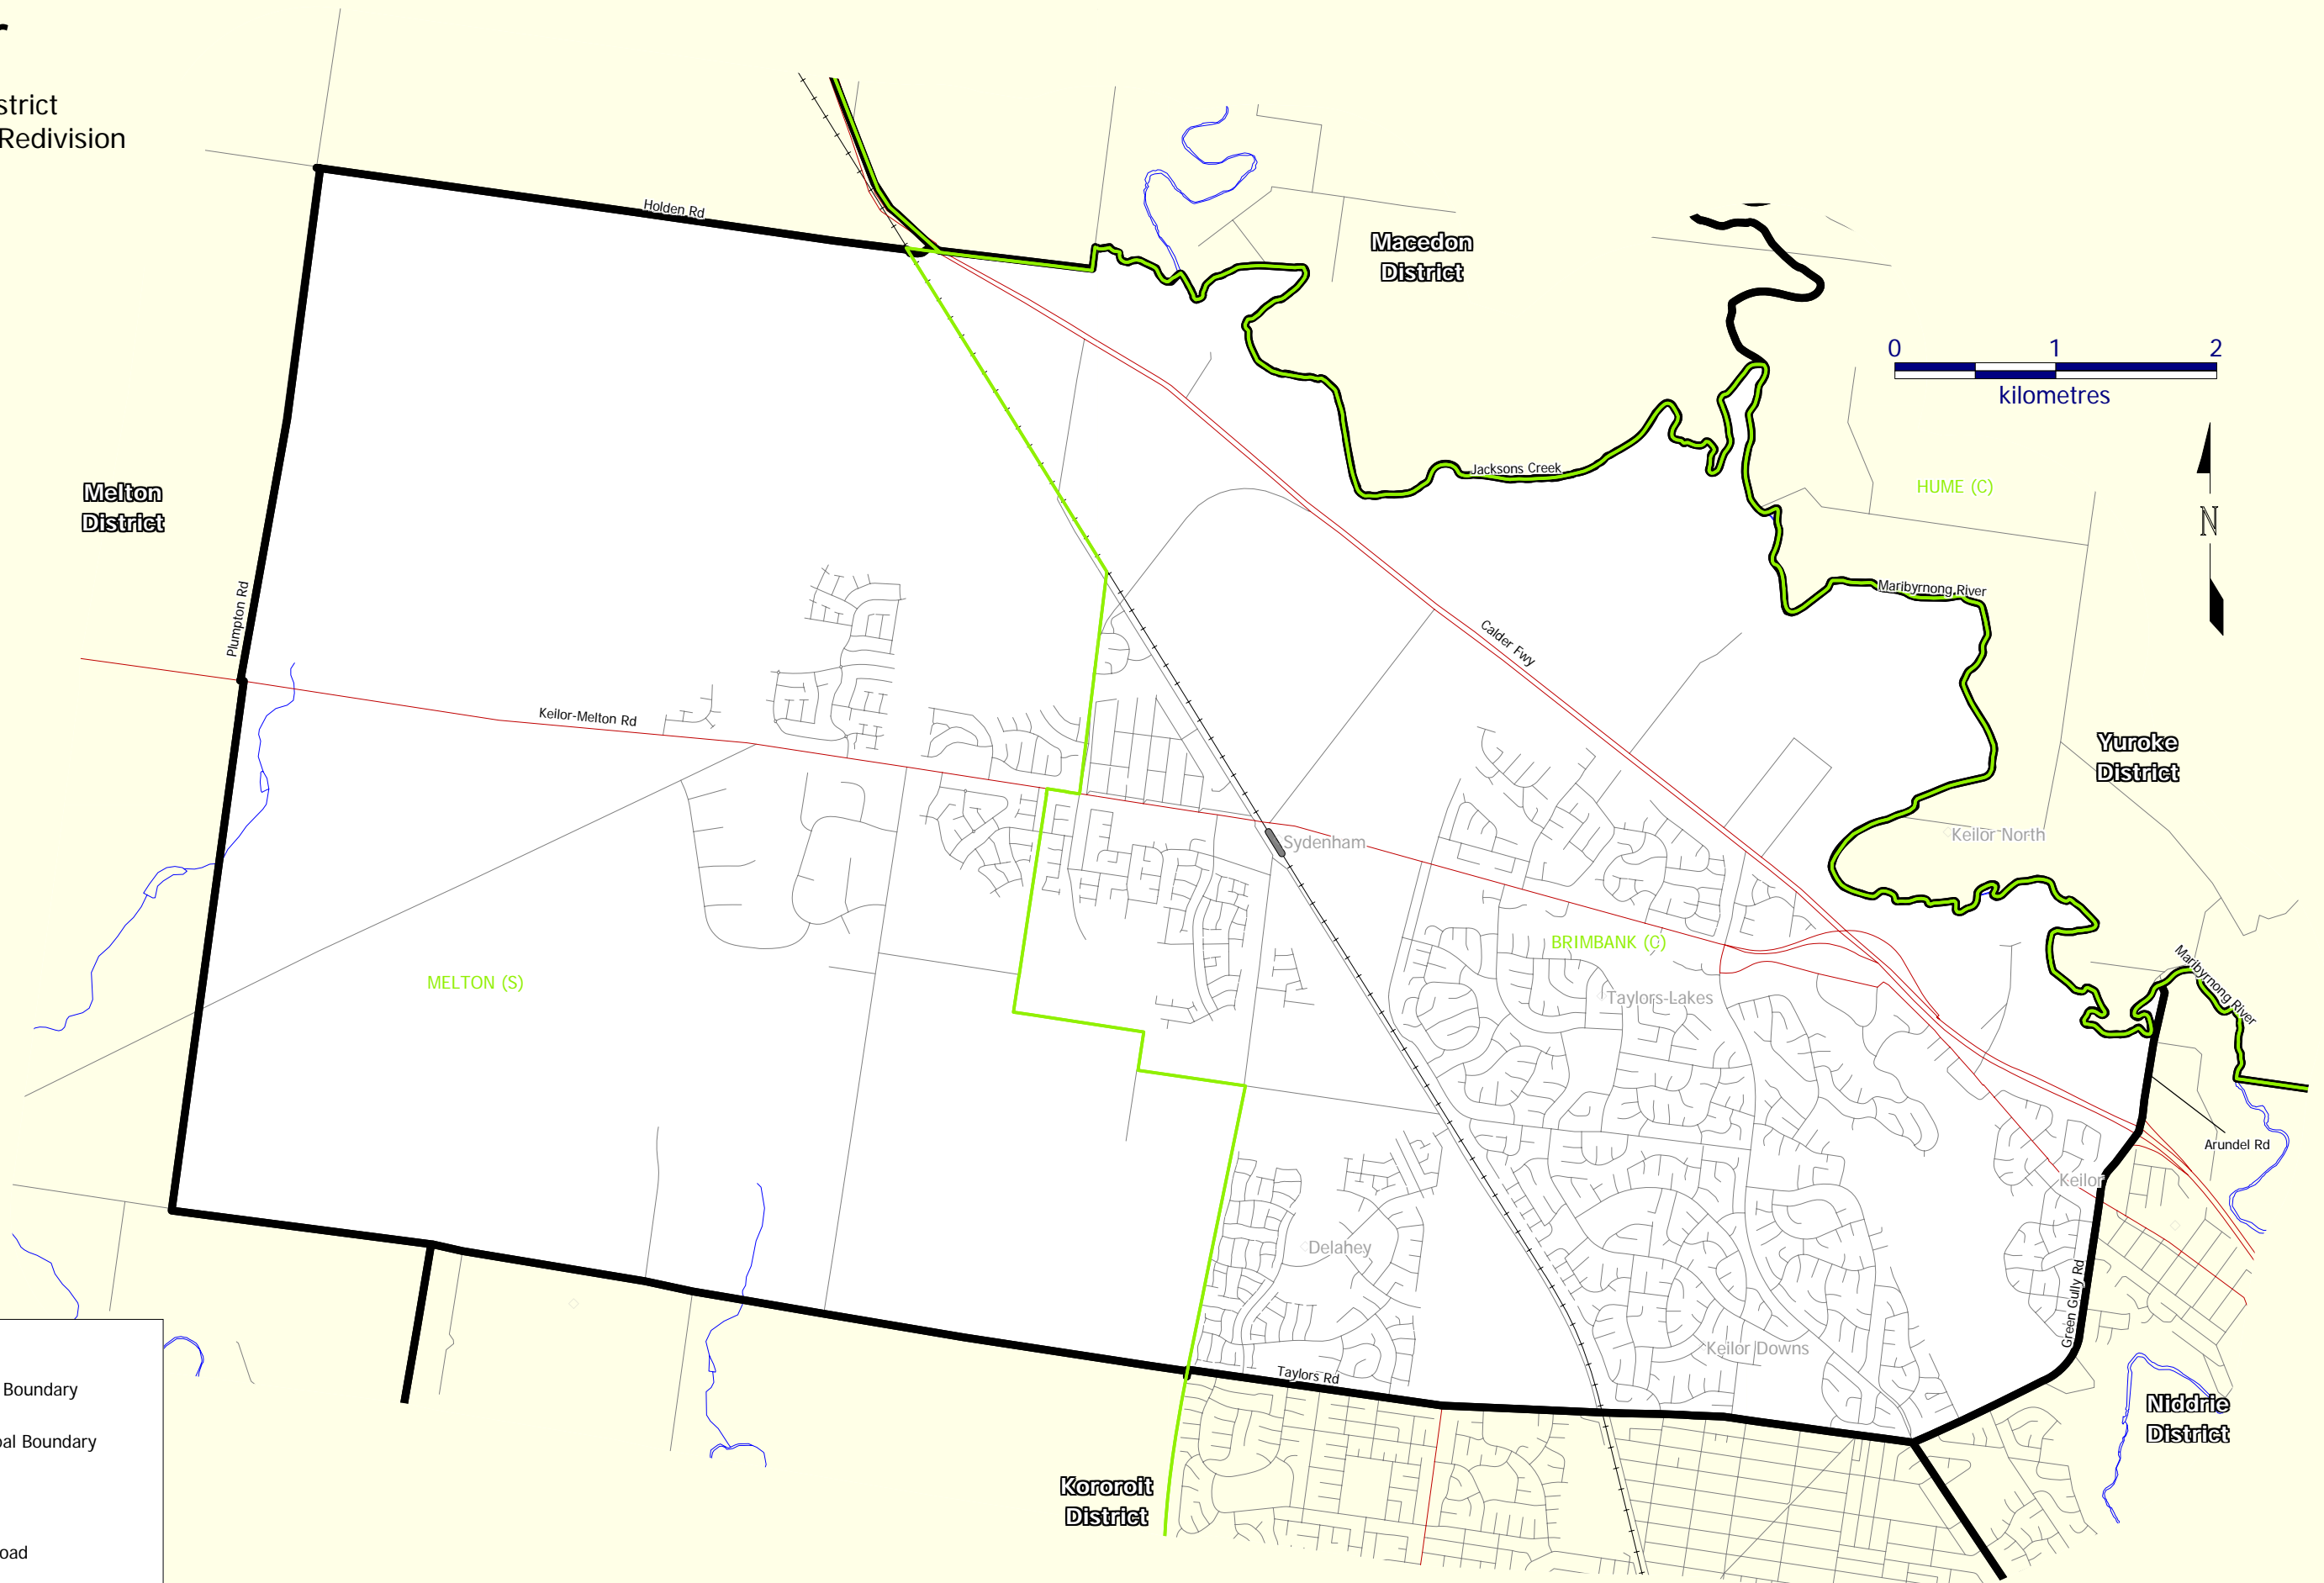 r
strict
Redivision
Holden Rd
Macedon
District
0 1 2
kilometres
Jacksons Creek
HUME (C)
Melton
District
N
Plumpton Rd
Maribyrnong River
Calder Fwy
Keilor-Melton Rd
Yuroke
District
Sydenham
Keilor North
BRIMBANK (C)
MELTON (S)
Taylors Lakes
Maribyrnong River
Arundel Rd
Keilor
Delahey
Green Gully Rd
Keilor Downs
Taylors Rd
Boundary
pal Boundary
Niddrie
District
Kororoit
District
oad